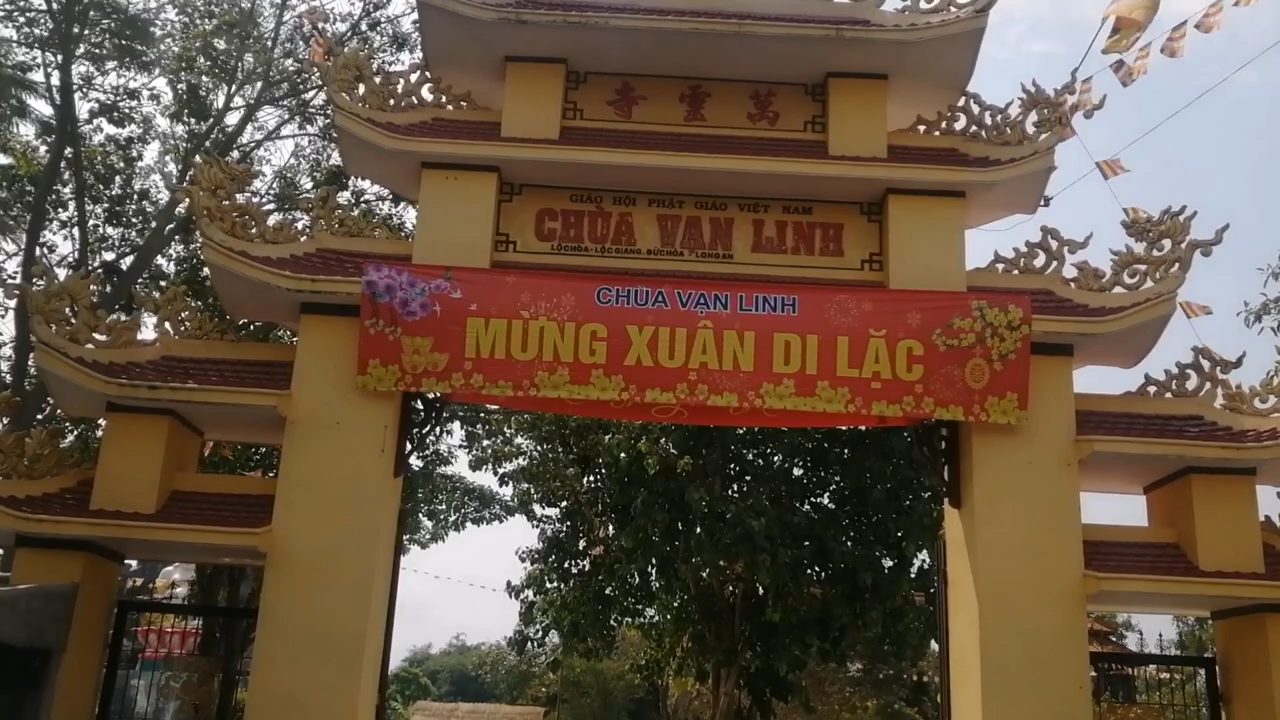 寺靈萬
GIÁO HỘI PHẬT GIÁO VIỆT NAM
CHÙA VẠN LINH
LỘC HÒA - LỘC GIANG. ĐỨC HÒA - LONG AN
CHÙA VẠN LINH
MỪNG XUÂN DI LẶC